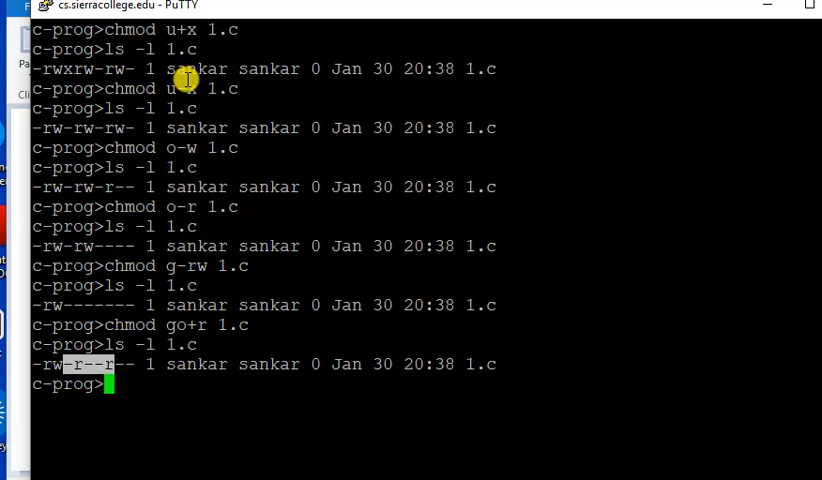 cs.sierracollege.edu - PuTTY
c-prog>chmod u+x 1.c
c-prog>ls -l 1.c
-rwxrw-rw- 1 sankar sankar 0 Jan 30 20:38 1.c
c-prog>chmod u-x 1.c
c-prog>ls -l 1.c
-rw-rw-rw- 1 sankar sankar 0 Jan 30 20:38 1.c
c-prog>chmod o-w 1.c
c-prog>ls -l 1.c
-rw-rw-r-- 1 sankar sankar 0 Jan 30 20:38 1.c
c-prog>chmod o-r 1.c
c-prog>ls -l 1.c
-rw-rw---- 1 sankar sankar 0 Jan 30 20:38 1.c
c-prog>chmod g-rw 1.c
c-prog>ls -l 1.c
-rw------- 1 sankar sankar 0 Jan 30 20:38 1.c
c-prog>chmod go+r 1.c
c-prog>ls -l 1.c
-rw-r--r-- 1 sankar sankar 0 Jan 30 20:38 1.c
c-prog>